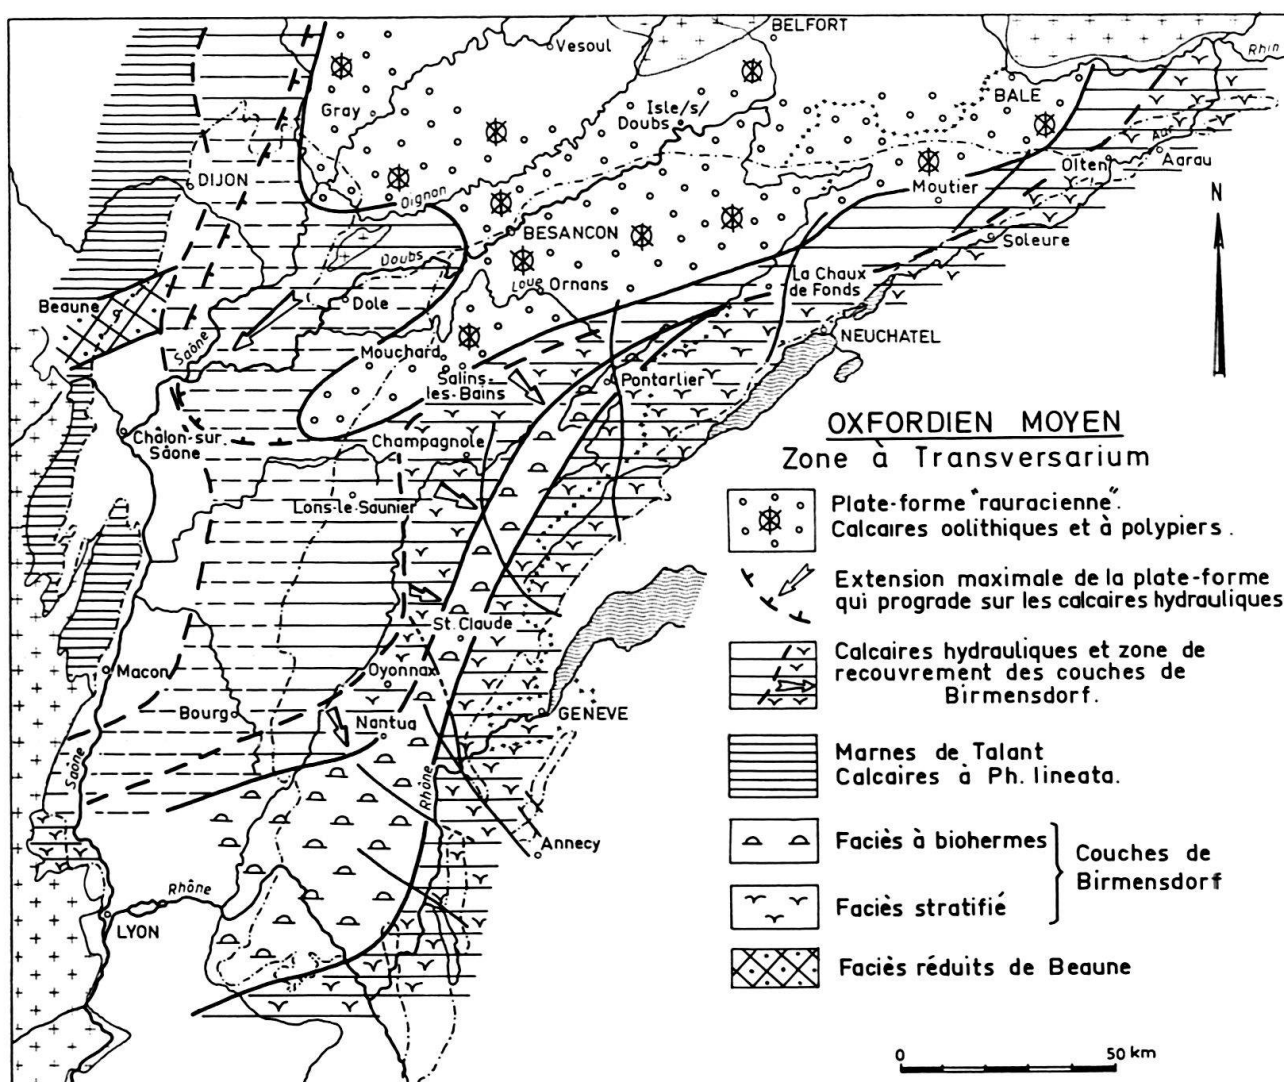 BELFORT
Vesoul
Rhin
BALE
Isle/s/
Doubs
Gray
Aar
Olten
Aarau
DIJON
Oignon
Moutier
N
BESANCON
Soleure
Doubs
La Chaux
de Fonds
Loue
Ornans
Beaune
Dole
Saône
NEUCHATEL
Mouchard
Salins-
les-Bains
Pontarlier
Châlon-sur
Sâone
Champagnole
Lons-le-Saunier
St. Claude
Macon
Oyonnax
Bourg
GENEVE
Nantua
Saône
Rhône
Annecy
Rhône
LYON
OXFORDIEN MOYEN
Zone à Transversarium
Plate-forme "rauracienne".
Calcaires oolithiques et à polypiers.
Extension maximale de la plate-forme
qui prograde sur les calcaires hydrauliques
Calcaires hydrauliques et zone de
recouvrement des couches de
Birmensdorf.
Marnes de Talant
Calcaires à Ph. lineata.
Faciès à biohermes
Couches de
Birmensdorf
Faciès stratifié
Faciès réduits de Beaune
0 50 km